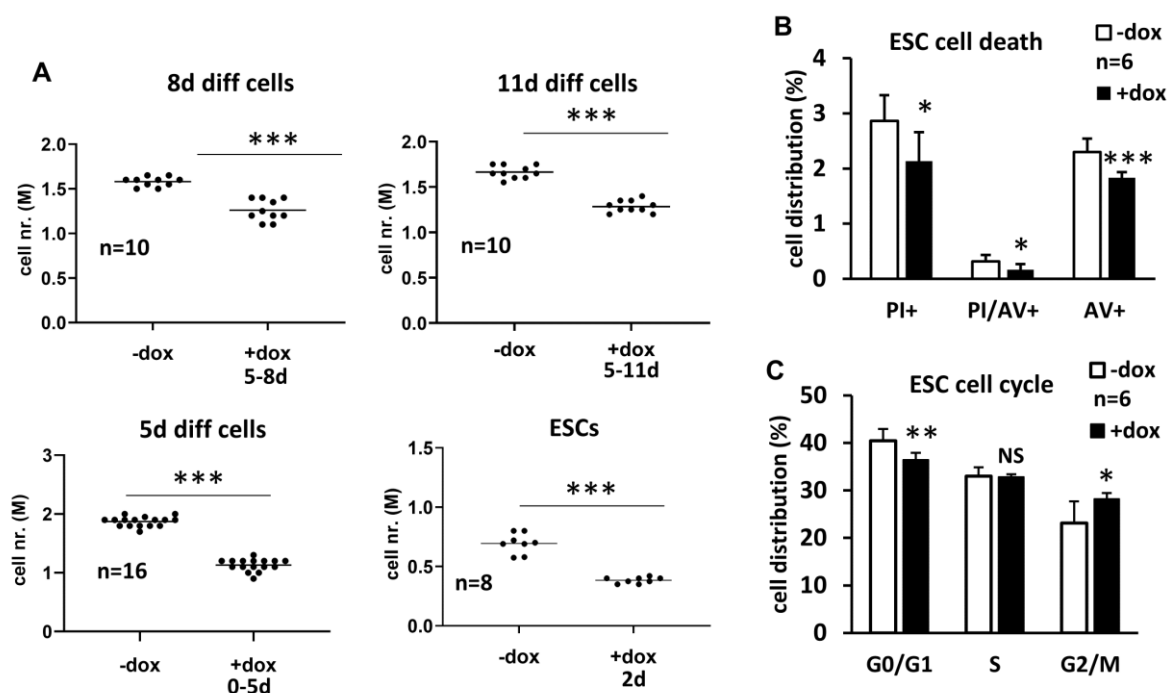 A
8d diff cells
***
cell nr. (M)
2.0
1.5
1.0
0.5
0.0
n=10
-dox
+dox
5-8d
11d diff cells
***
cell nr. (M)
2.0
1.5
1.0
0.5
0.0
n=10
-dox
+dox
5-11d
5d diff cells
***
cell nr. (M)
3
2
1
0
n=16
-dox
+dox
0-5d
ESCs
***
cell nr. (M)
1.5
1.0
0.5
0.0
n=8
-dox
+dox
2d
B
ESC cell death
-dox
n=6
+dox
cell distribution (%)
4
3
2
1
0
*
*
***
PI+
PI/AV+
AV+
C
ESC cell cycle
-dox
n=6
+dox
cell distribution (%)
50
40
30
20
10
0
**
NS
*
G0/G1
S
G2/M